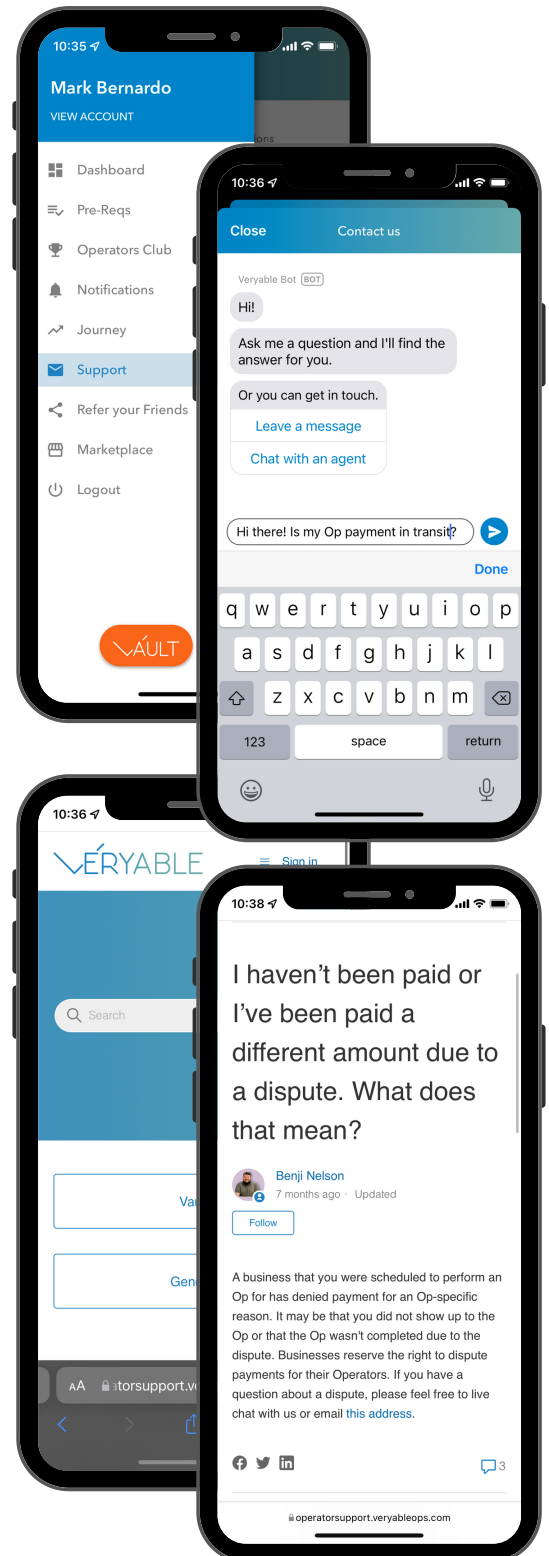 10:35
Mark Bernardo
VIEW ACCOUNT
Dashboard
Pre-Reqs
Operators Club
Notifications
Journey
Support
Refer your Friends
Marketplace
Logout
VÁULT
10:36
Close
Contact us
Veryable Bot BOT
Hi!
Ask me a question and I'll find the
answer for you.
Or you can get in touch.
Leave a message
Chat with an agent
Hi there! Is my Op payment in transit?
Done
q w e r t y u i o p
a s d f g h j k l
z x c v b n m
123 space return
10:36
VÉRYABLE
Sign in
Search
AA
10:38
I haven’t been paid or
I’ve been paid a
different amount due to
a dispute. What does
that mean?
Benji Nelson
7 months ago · Updated
Follow
A business that you were scheduled to perform an
Op for has denied payment for an Op-specific
reason. It may be that you did not show up to the
Op or that the Op wasn't completed due to the
dispute. Businesses reserve the right to dispute
payments for their Operators. If you have a
question about a dispute, please feel free to live
chat with us or email this address.
3
operatorsupport.veryableops.com